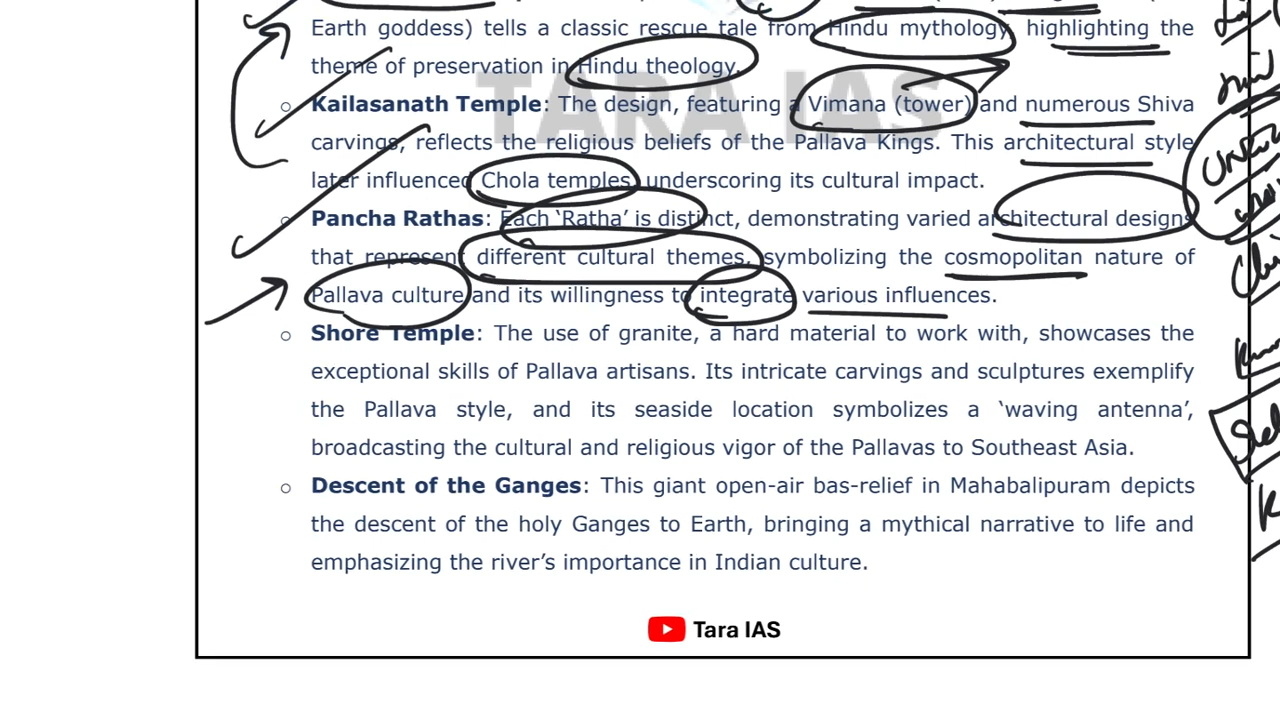 Earth goddess) tells a classic rescue tale from Hindu mythology, highlighting the
theme of preservation in Hindu theology.
TARA IAS
○ Kailasanath Temple: The design, featuring a Vimana (tower) and numerous Shiva
carvings, reflects the religious beliefs of the Pallava Kings. This architectural style
later influenced Chola temples, underscoring its cultural impact.
○ Pancha Rathas: Each ‘Ratha’ is distinct, demonstrating varied architectural designs
that represent different cultural themes, symbolizing the cosmopolitan nature of
Pallava culture and its willingness to integrate various influences.
○ Shore Temple: The use of granite, a hard material to work with, showcases the
exceptional skills of Pallava artisans. Its intricate carvings and sculptures exemplify
the Pallava style, and its seaside location symbolizes a ‘waving antenna’,
broadcasting the cultural and religious vigor of the Pallavas to Southeast Asia.
○ Descent of the Ganges: This giant open-air bas-relief in Mahabalipuram depicts
the descent of the holy Ganges to Earth, bringing a mythical narrative to life and
emphasizing the river’s importance in Indian culture.
Tara IAS